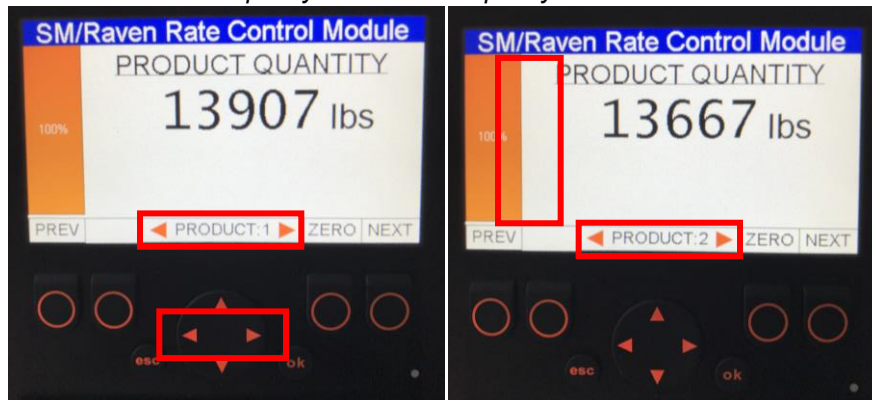 SM/Raven Rate Control Module
PRODUCT QUANTITY
13907 lbs
100%
PREV ◀ PRODUCT:1 ▶ ZERO NEXT
esc ok
SM/Raven Rate Control Module
PRODUCT QUANTITY
13667 lbs
100%
PREV ◀ PRODUCT:2 ▶ ZERO NEXT
esc ok